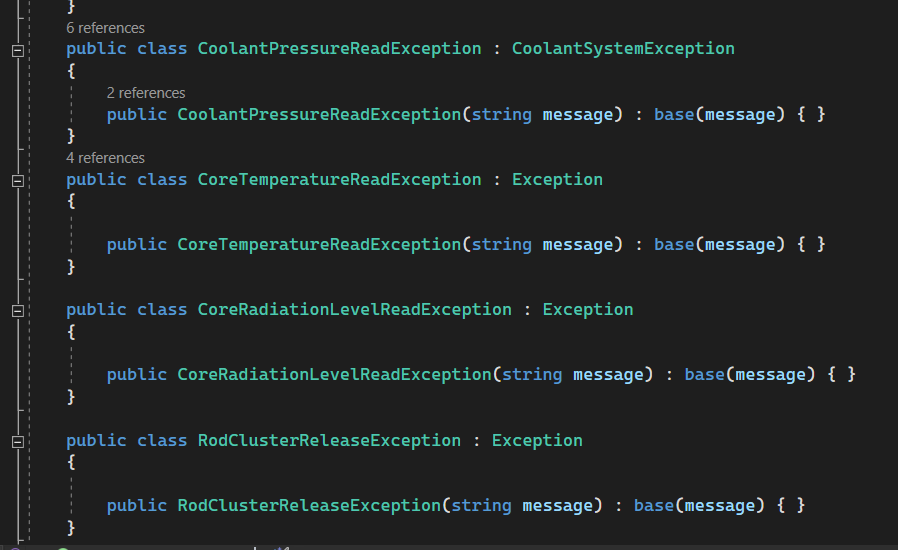 }
6 references
public class CoolantPressureReadException : CoolantSystemException
{
2 references
public CoolantPressureReadException(string message) : base(message) { }
}
4 references
public class CoreTemperatureReadException : Exception
{
public CoreTemperatureReadException(string message) : base(message) { }
}
public class CoreRadiationLevelReadException : Exception
{
public CoreRadiationLevelReadException(string message) : base(message) { }
}
public class RodClusterReleaseException : Exception
{
public RodClusterReleaseException(string message) : base(message) { }
}